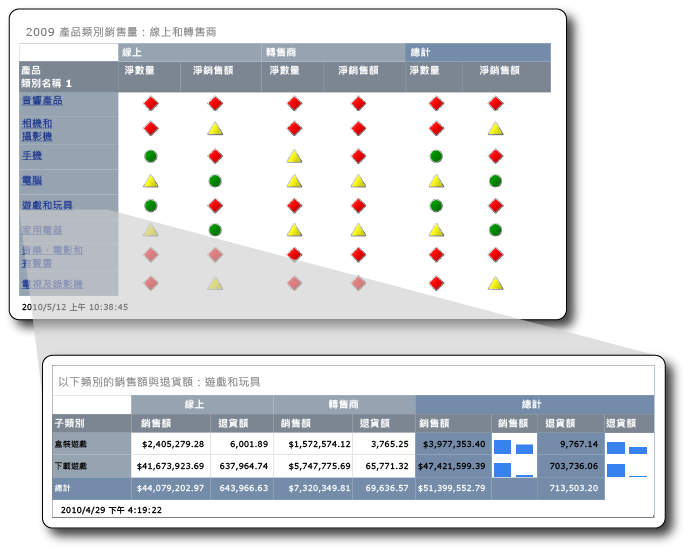 2009 產品類別銷售量：線上和轉售商
線上 轉售商 總計
產品
類別名稱 1 淨數量 淨銷售額 淨數量 淨銷售額 淨數量 淨銷售額
音響產品
相機和
攝影機
手機
電腦
遊戲和玩具
家用電器
音樂、電影和
有聲書
電視及錄影機
2010/5/12 上午 10:38:45
以下類別的銷售額與退貨額：遊戲和玩具
線上 轉售商 總計
子類別 銷售額 退貨額 銷售額 退貨額 銷售額 銷售額 退貨額 退貨額
盒裝遊戲 $2,405,279.28 6,001.89 $1,572,574.12 3,765.25 $3,977,353.40 9,767.14
下載遊戲 $41,673,923.69 637,964.74 $5,747,775.69 65,771.32 $47,421,599.39 703,736.06
總計 $44,079,202.97 643,966.63 $7,320,349.81 69,636.57 $51,399,552.79 713,503.20
2010/4/29 下午 4:19:22